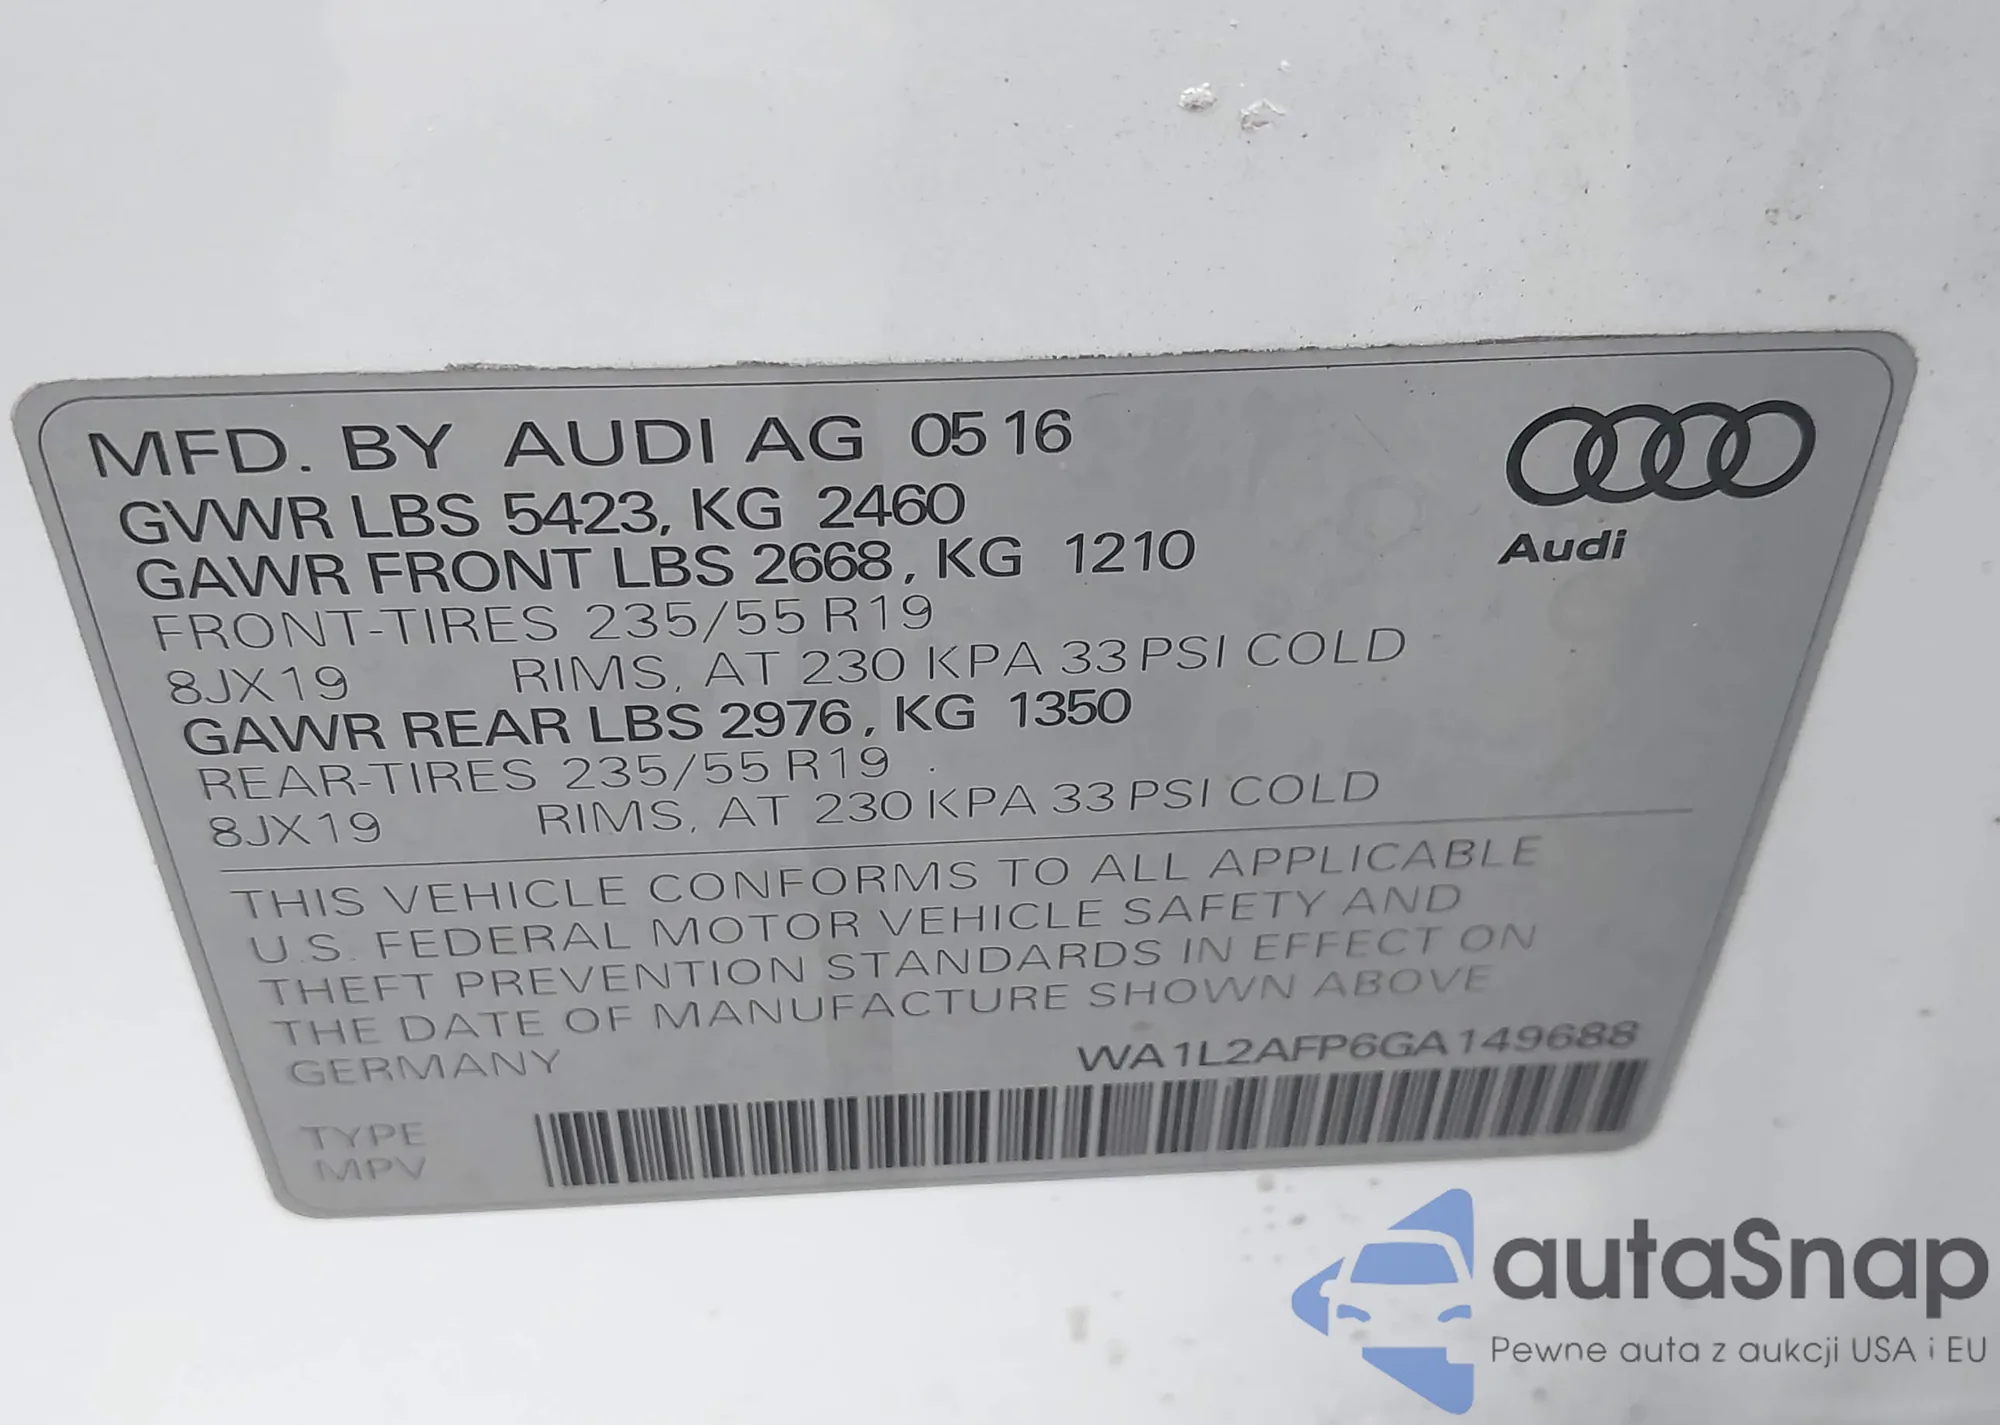 MFD. BY AUDI AG 05 16
GVWR LBS 5423, KG 2460
GAWR FRONT LBS 2668, KG 1210
FRONT-TIRES 235/55 R19
8JX19 RIMS, AT 230 KPA 33 PSI COLD
GAWR REAR LBS 2976, KG 1350
REAR-TIRES 235/55 R19
8JX19 RIMS, AT 230 KPA 33 PSI COLD
Audi
THIS VEHICLE CONFORMS TO ALL APPLICABLE
U.S. FEDERAL MOTOR VEHICLE SAFETY AND
THEFT PREVENTION STANDARDS IN EFFECT ON
THE DATE OF MANUFACTURE SHOWN ABOVE
GERMANY WA1L2AFP6GA149688
TYPE
MPV
autaSnap
Pewne auta z aukcji USA i EU